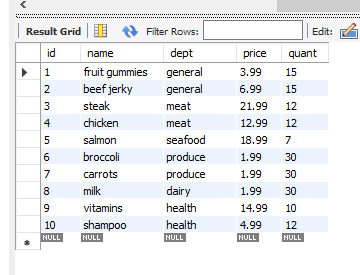 Result Grid Filter Rows: Edit:
id name dept price quant
1 fruit gummies general 3.99 15
2 beef jerky general 6.99 15
3 steak meat 21.99 12
4 chicken meat 12.99 12
5 salmon seafood 18.99 7
6 broccoli produce 1.99 30
7 carrots produce 1.99 30
8 milk dairy 1.99 30
9 vitamins health 14.99 10
10 shampoo health 4.99 12
NULL NULL NULL NULL NULL